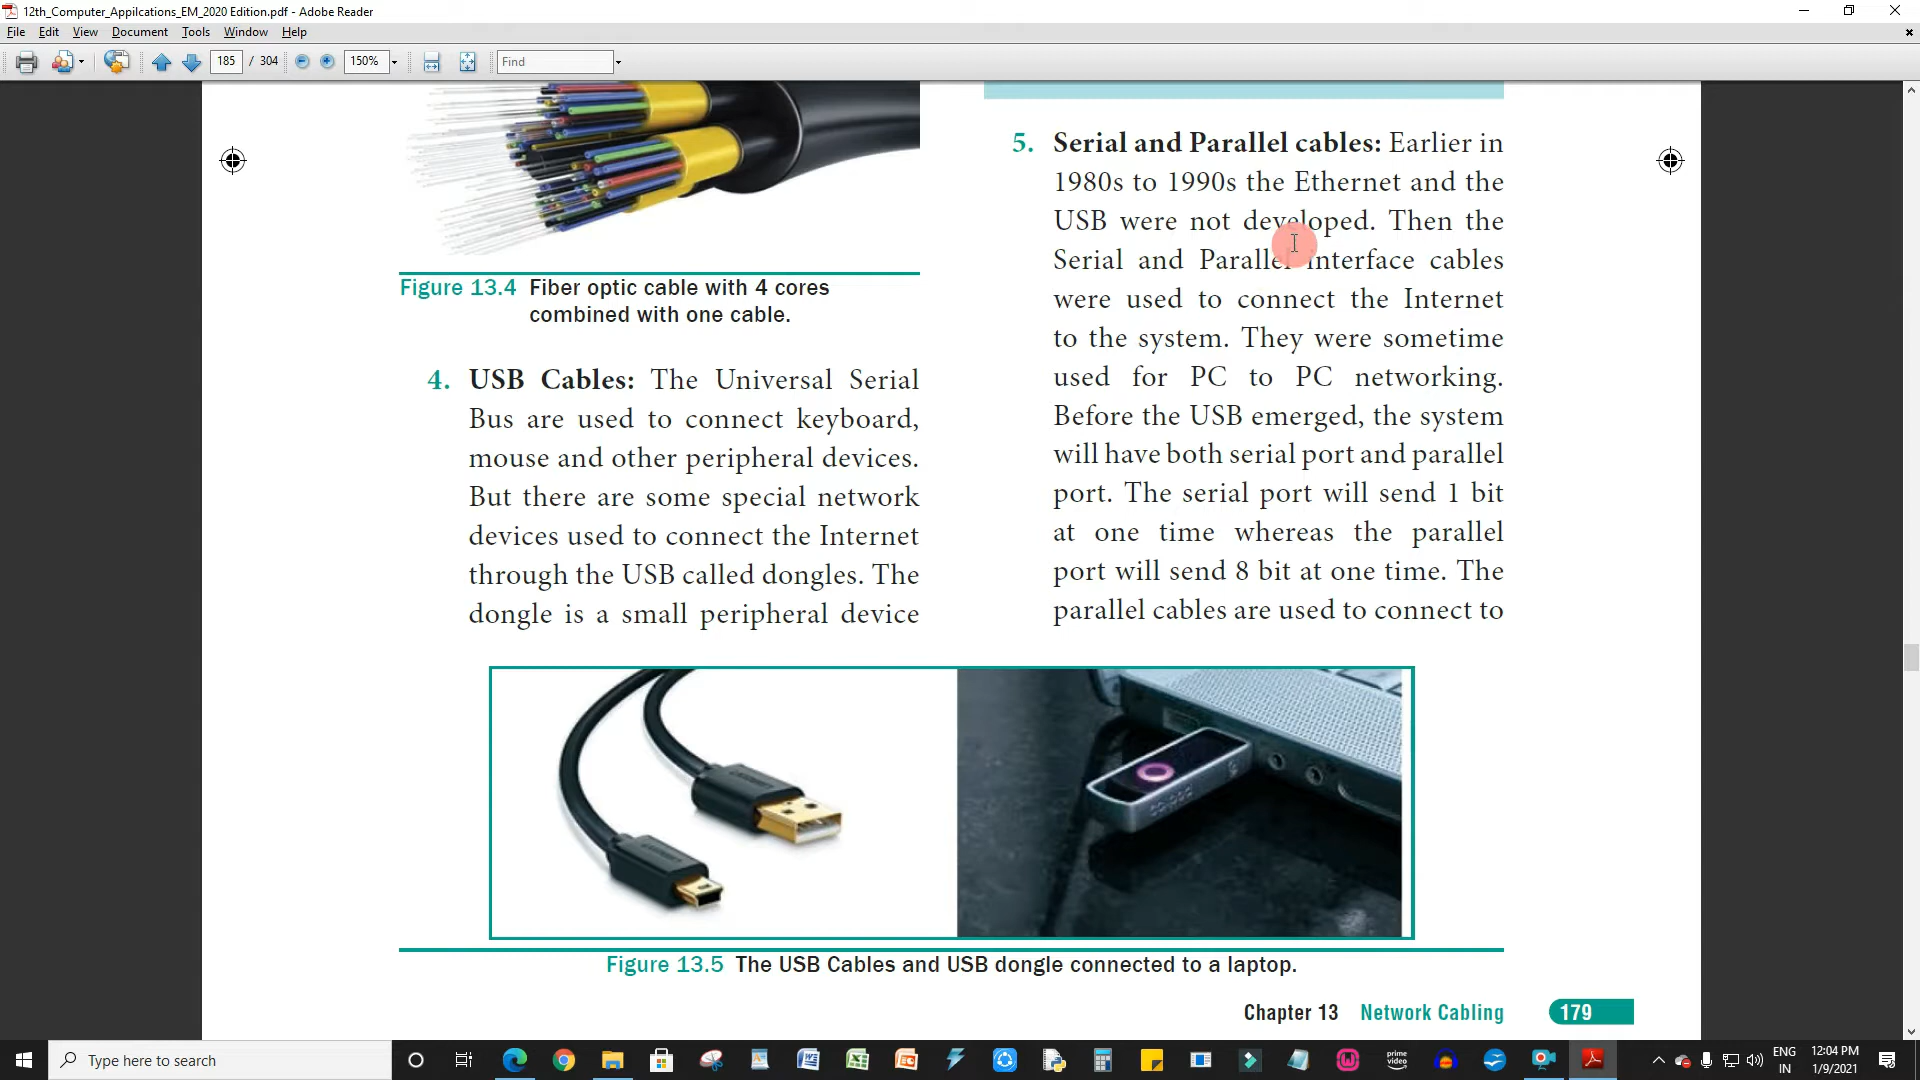 12th_Computer_Appilcations_EM_2020 Edition.pdf - Adobe Reader
File Edit View Document Tools Window Help
185 / 304 150% Find
Figure 13.4 Fiber optic cable with 4 cores
combined with one cable.
4. USB Cables: The Universal Serial
Bus are used to connect keyboard,
mouse and other peripheral devices.
But there are some special network
devices used to connect the Internet
through the USB called dongles. The
dongle is a small peripheral device
5. Serial and Parallel cables: Earlier in
1980s to 1990s the Ethernet and the
USB were not developed. Then the
Serial and Parallel interface cables
were used to connect the Internet
to the system. They were sometime
used for PC to PC networking.
Before the USB emerged, the system
will have both serial port and parallel
port. The serial port will send 1 bit
at one time whereas the parallel
port will send 8 bit at one time. The
parallel cables are used to connect to
Figure 13.5 The USB Cables and USB dongle connected to a laptop.
Chapter 13 Network Cabling 179
Type here to search
prime
video
ENG
IN
12:04 PM
1/9/2021